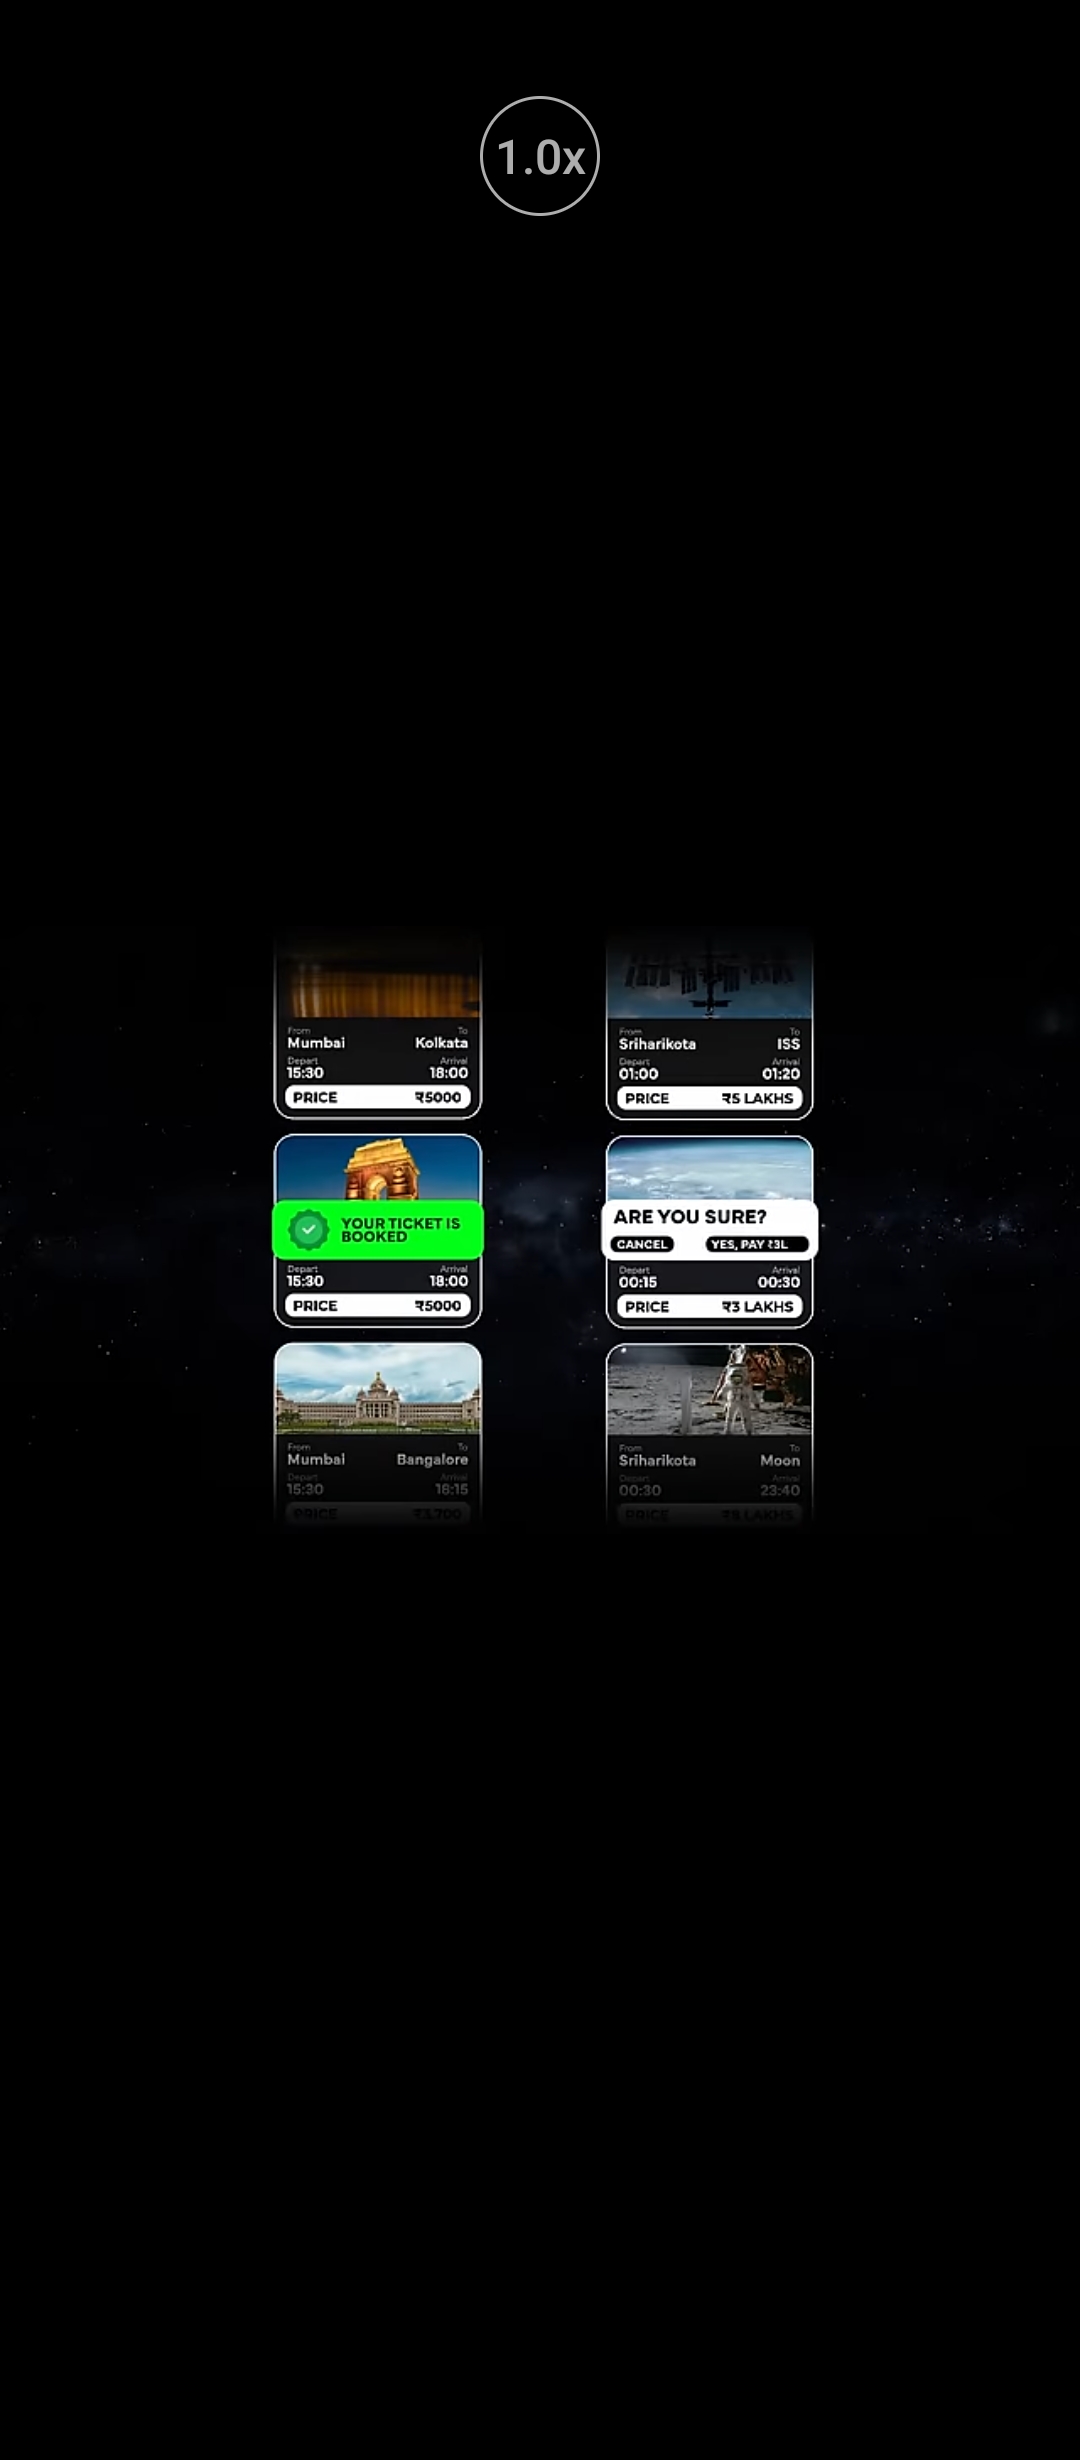 1.0x
From To
Mumbai Kolkata
Depart Arrival
15:30 18:00
PRICE ₹5000
YOUR TICKET IS
BOOKED
Depart Arrival
15:30 18:00
PRICE ₹5000
From To
Mumbai Bangalore
Depart Arrival
15:30 18:15
PRICE ₹3,700
From To
Sriharikota ISS
Depart Arrival
01:00 01:20
PRICE ₹5 LAKHS
ARE YOU SURE?
CANCEL YES, PAY ₹3L
Depart Arrival
00:15 00:30
PRICE ₹3 LAKHS
From To
Sriharikota Moon
Depart Arrival
00:30 23:40
PRICE LAKHS